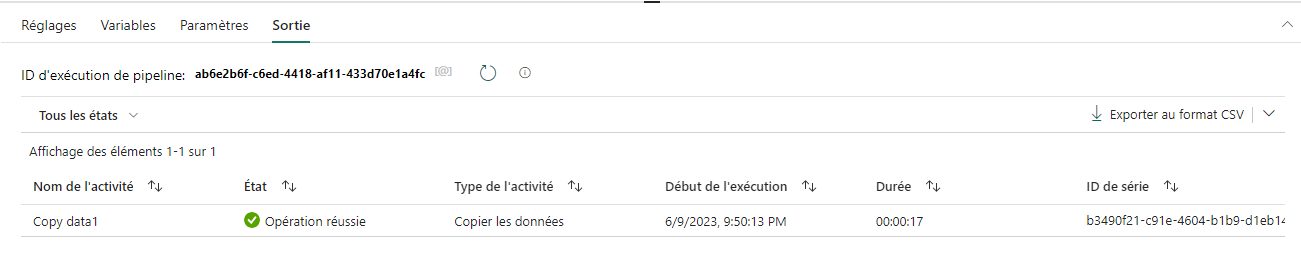 Réglages Variables Paramètres Sortie
ID d'exécution de pipeline: ab6e2b6f-c6ed-4418-af11-433d70e1a4fc [@]
Tous les états Exporter au format CSV
Affichage des éléments 1-1 sur 1
Nom de l'activité État Type de l'activité Début de l'exécution Durée ID de série
Copy data1 Opération réussie Copier les données 6/9/2023, 9:50:13 PM 00:00:17 b3490f21-c91e-4604-b1b9-d1eb14